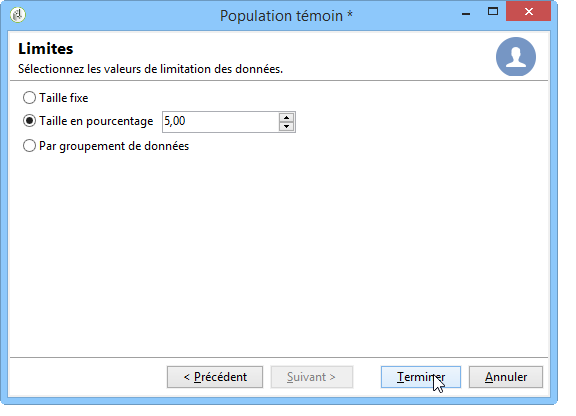 Population témoin *
Limites
Sélectionnez les valeurs de limitation des données.
Taille fixe
Taille en pourcentage 5,00
Par groupement de données
< Précédent Suivant > Terminer Annuler